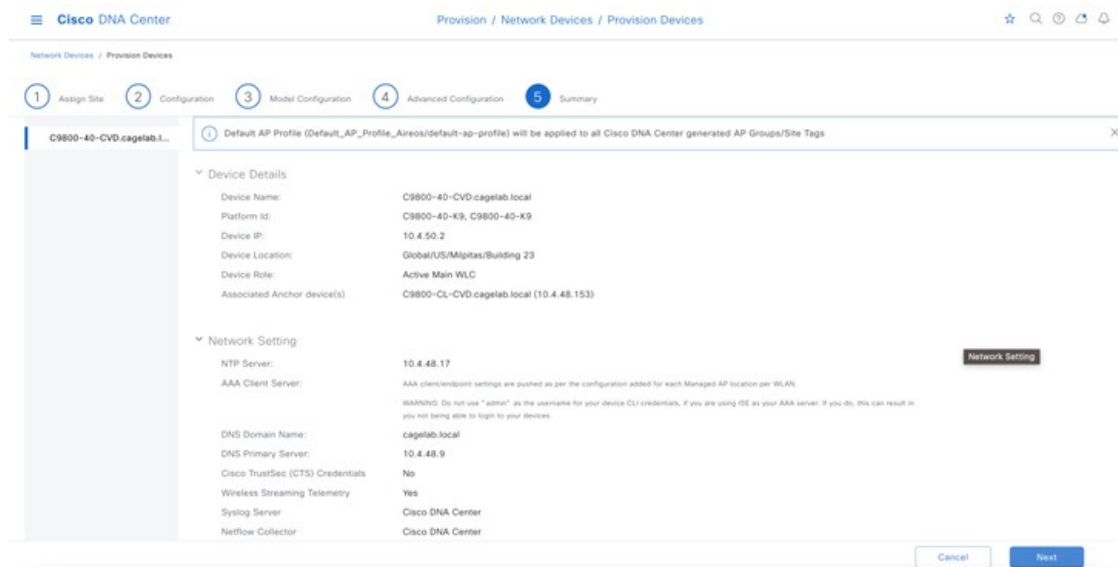 Cisco DNA Center
Provision / Network Devices / Provision Devices
Network Devices / Provision Devices
1 Assign Site 2 Configuration 3 Model Configuration 4 Advanced Configuration 5 Summary
C9800-40-CVD.cagelab.l...
Default AP Profile (Default_AP_Profile_Aireos/default-ap-profile) will be applied to all Cisco DNA Center generated AP Groups/Site Tags
Device Details
Device Name: C9800-40-CVD.cagelab.local
Platform Id: C9800-40-K9, C9800-40-K9
Device IP: 10.4.50.2
Device Location: Global/US/Milpitas/Building 23
Device Role: Active Main WLC
Associated Anchor device(s) C9800-CL-CVD.cagelab.local (10.4.48.153)
Network Setting
NTP Server: 10.4.48.17
Network Setting
AAA Client Server: AAA client/endpoint settings are pushed as per the configuration added for each Managed AP location per WLAN.
WARNING: Do not use "admin" as the username for your device CLI credentials, if you are using ISE as your AAA server. If you do, this can result in
you not being able to login to your devices.
DNS Domain Name: cagelab.local
DNS Primary Server: 10.4.48.9
Cisco TrustSec (CTS) Credentials No
Wireless Streaming Telemetry Yes
Syslog Server Cisco DNA Center
Netflow Collector Cisco DNA Center
Cancel Next